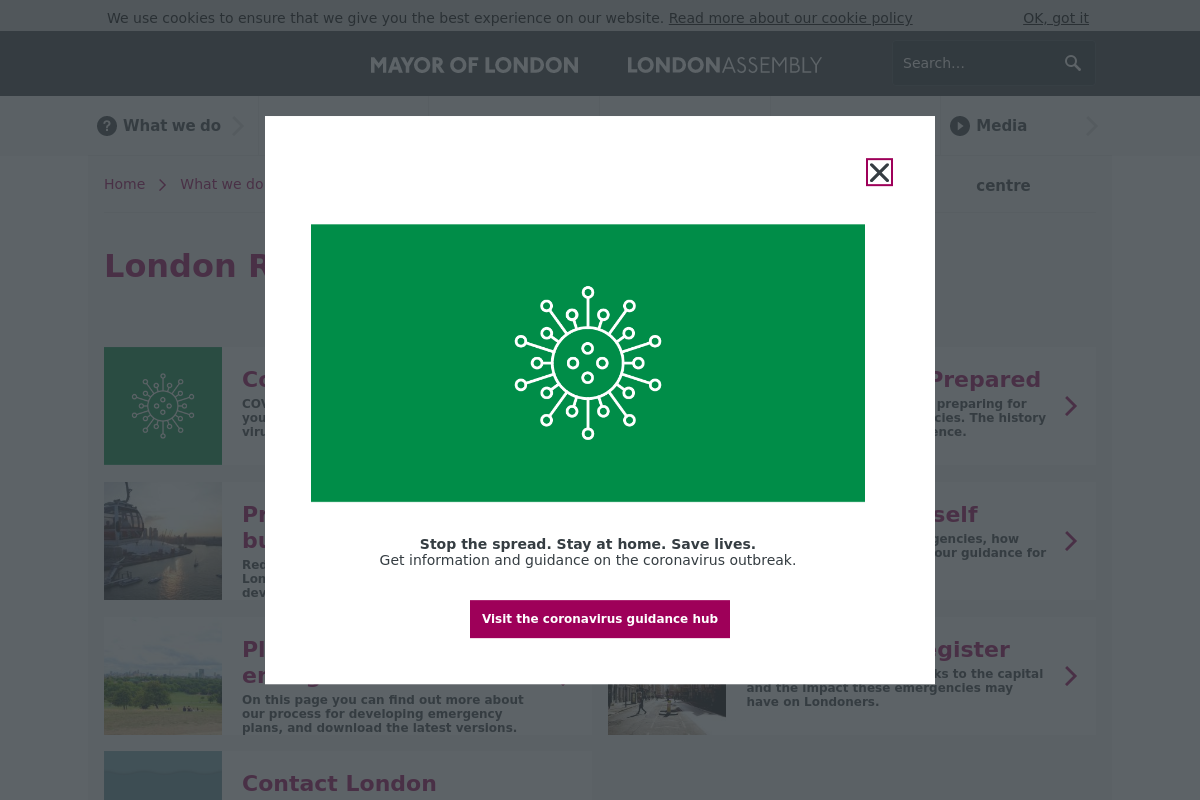 We use cookies to ensure that we give you the best experience on our website. Read more about our cookie policy
OK, got it
MAYOR OF LONDON
LONDONASSEMBLY
Search...
What we do
Media
centre
Home
What we do
London R
Co
COV
you
viru
Prepared
preparing for
cies. The history
ence.
Stop the spread. Stay at home. Save lives.
Get information and guidance on the coronavirus outbreak.
Visit the coronavirus guidance hub
Pr
bu
Red
Lon
dev
self
gencies, how
our guidance for
Pl
On this page you can find out more about
our process for developing emergency
plans, and download the latest versions.
egister
ks to the capital
and the impact these emergencies may
have on Londoners.
Contact London